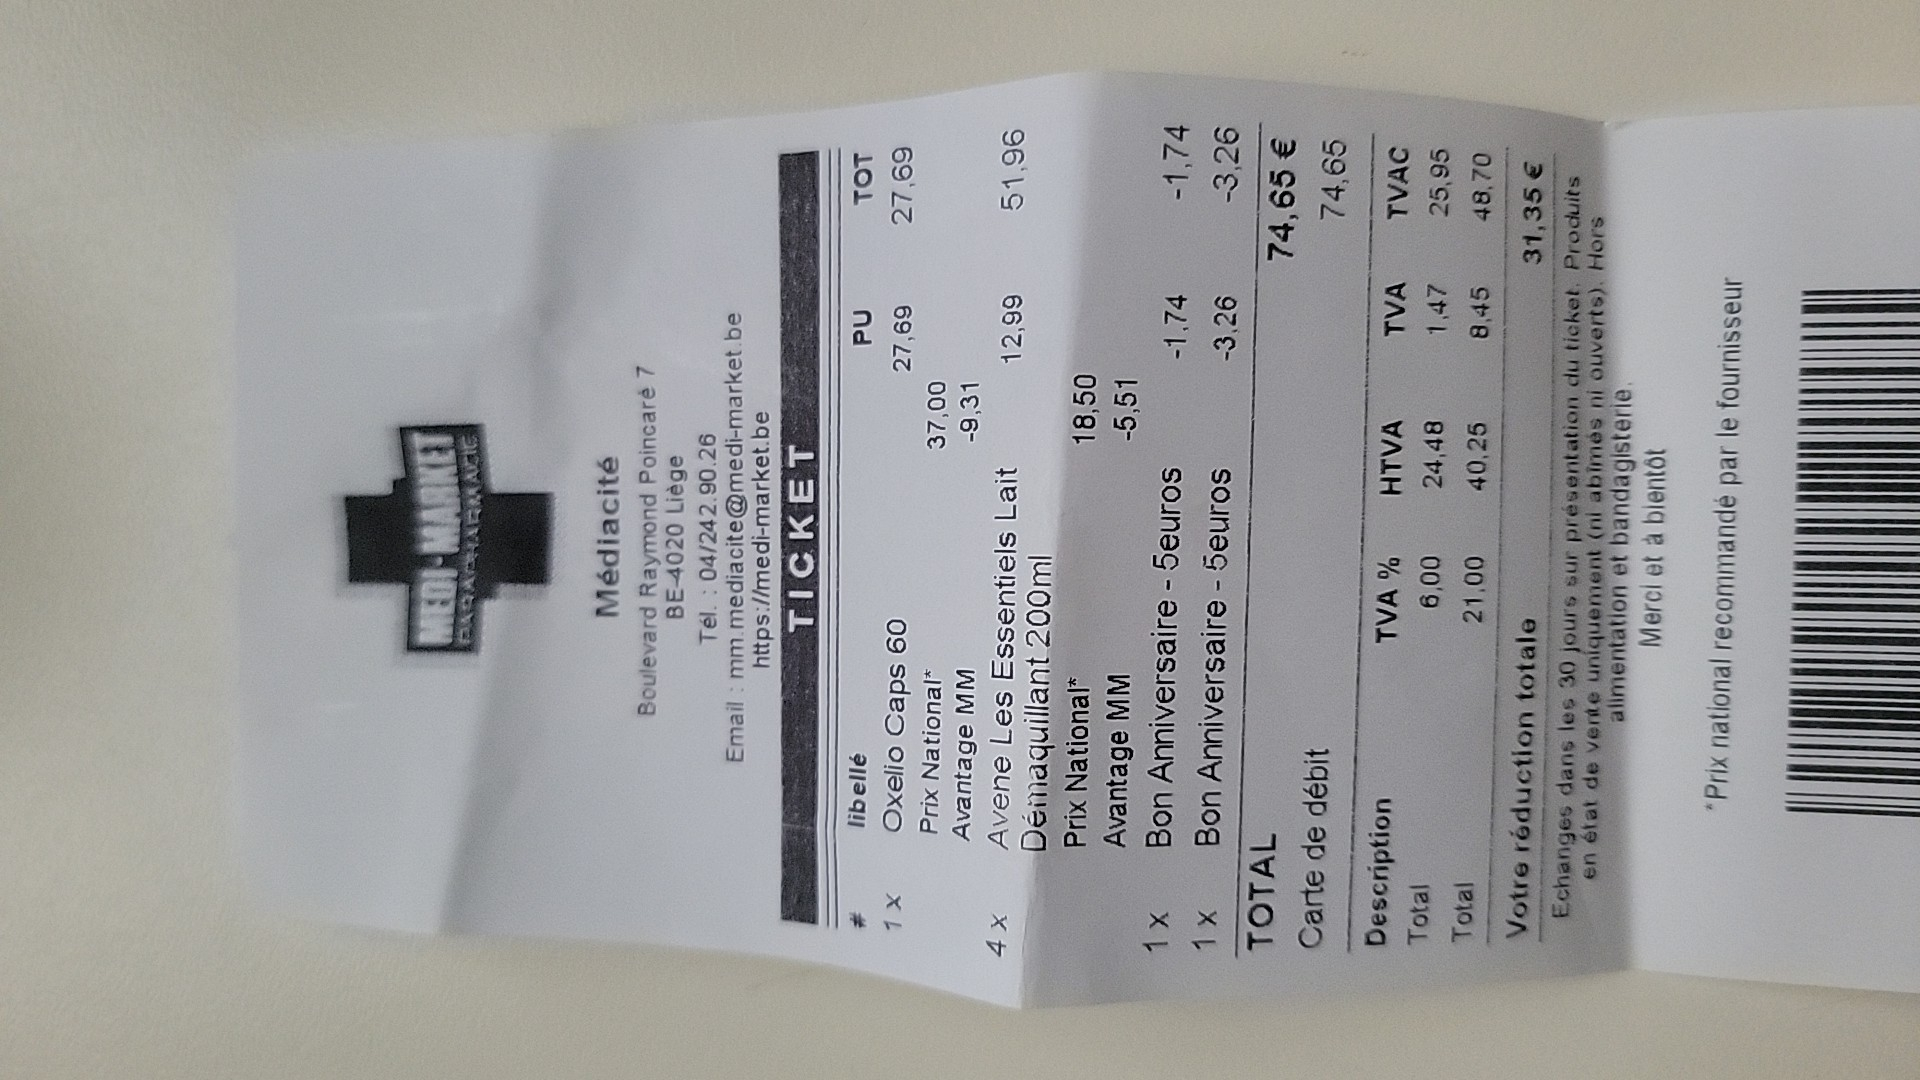 MEDI-MARKET
PARAPHARMACIE
Médiacité
Boulevard Raymond Poincaré 7
BE-4020 Liège
Tél. : 04/242.90.26
Email : mm.mediacite@medi-market.be
https://medi-market.be
TICKET
# libellé PU TOT
1 x Oxelio Caps 60 27,69 27,69
Prix National* 37,00
Avantage MM -9,31
4 x Avene Les Essentiels Lait 12,99 51,96
Démaquillant 200ml
Prix National* 18,50
Avantage MM -5,51
1 x Bon Anniversaire - 5euros -1,74 -1,74
1 x Bon Anniversaire - 5euros -3,26 -3,26
TOTAL 74,65 €
Carte de débit 74,65
Description TVA % HTVA TVA TVAC
Total 6,00 24,48 1,47 25,95
Total 21,00 40,25 8,45 48,70
Votre réduction totale 31,35 €
Echanges dans les 30 jours sur présentation du ticket. Produits
en état de vente uniquement (ni abîmés ni ouverts). Hors
alimentation et bandagisterie.
Merci et à bientôt
*Prix national recommandé par le fournisseur